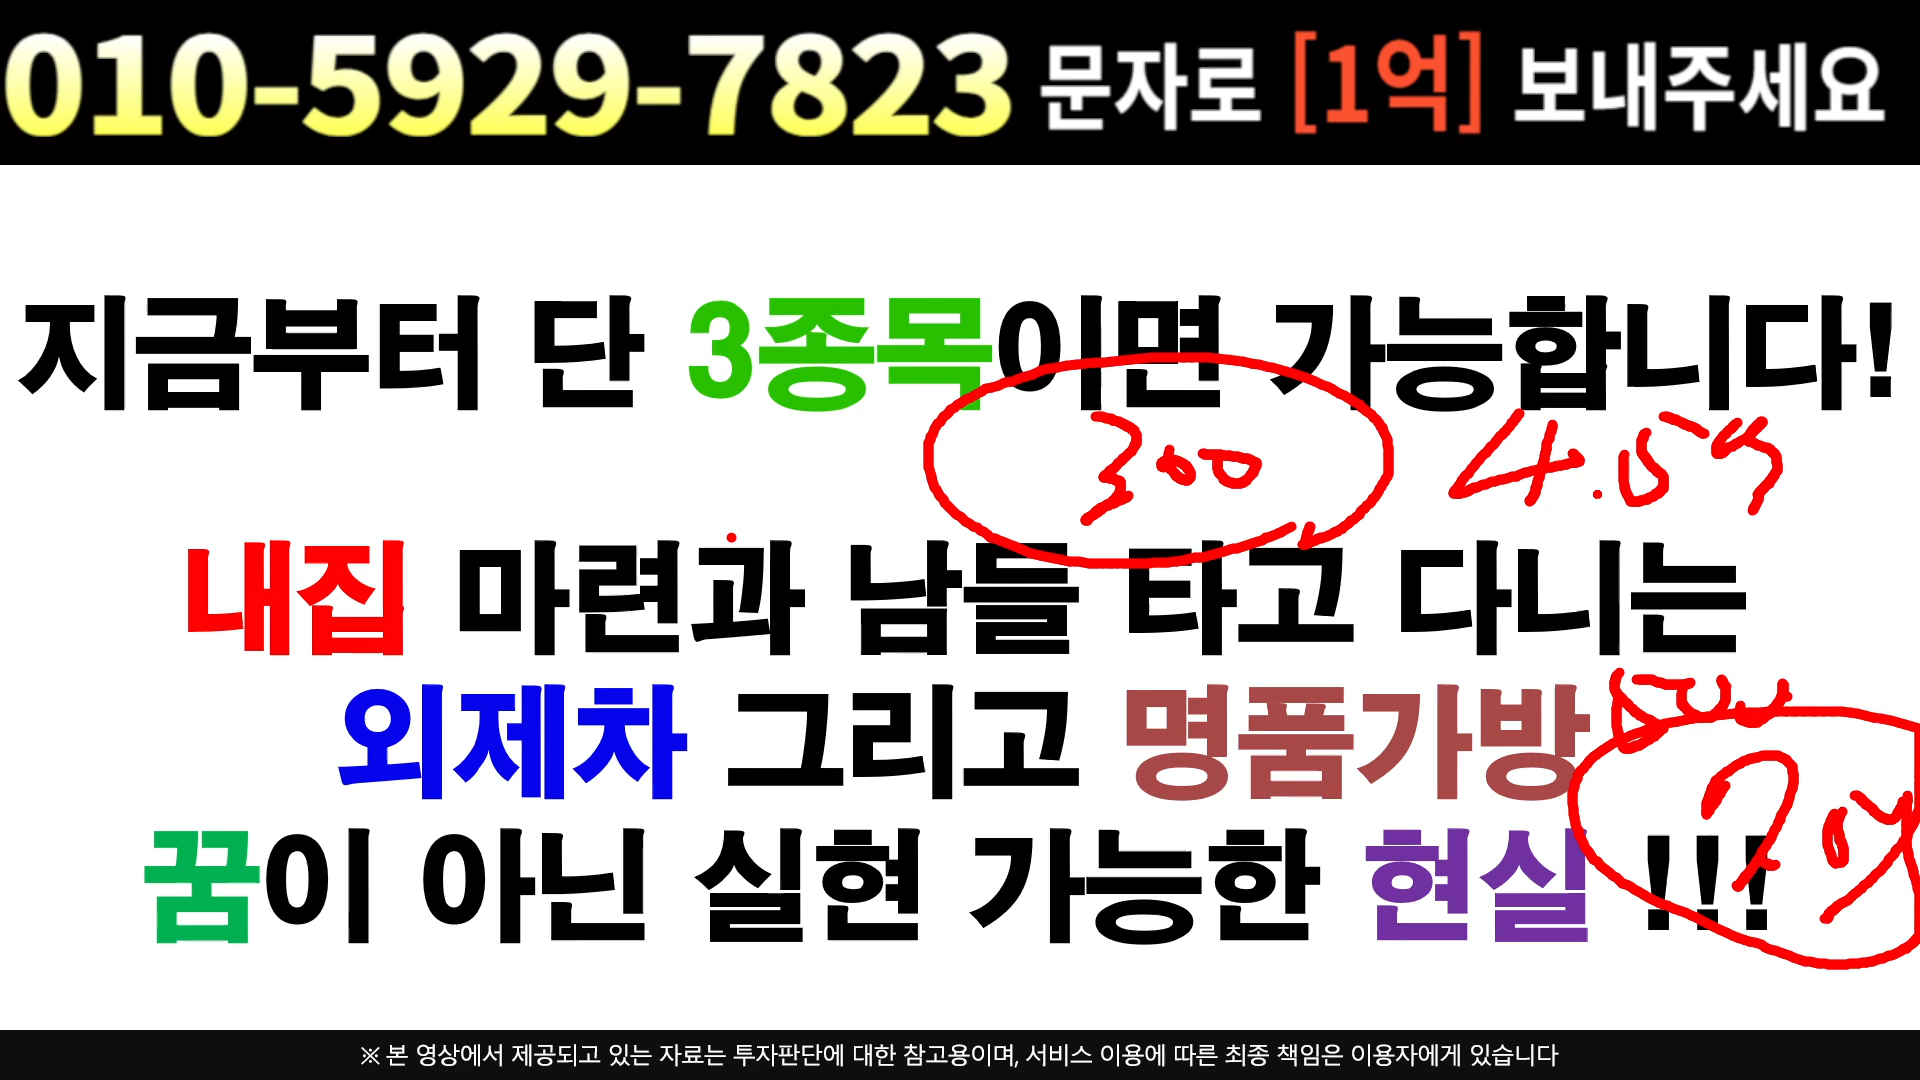 010-5929-7823 문자로 [1억] 보내주세요
지금부터 단 3종목이면 가능합니다!
300
4.5억
내집 마련과 남들 타고 다니는
외제차 그리고 명품가방
500
꿈이 아닌 실현 가능한 현실 !!!
※ 본 영상에서 제공되고 있는 자료는 투자판단에 대한 참고용이며, 서비스 이용에 따른 최종 책임은 이용자에게 있습니다